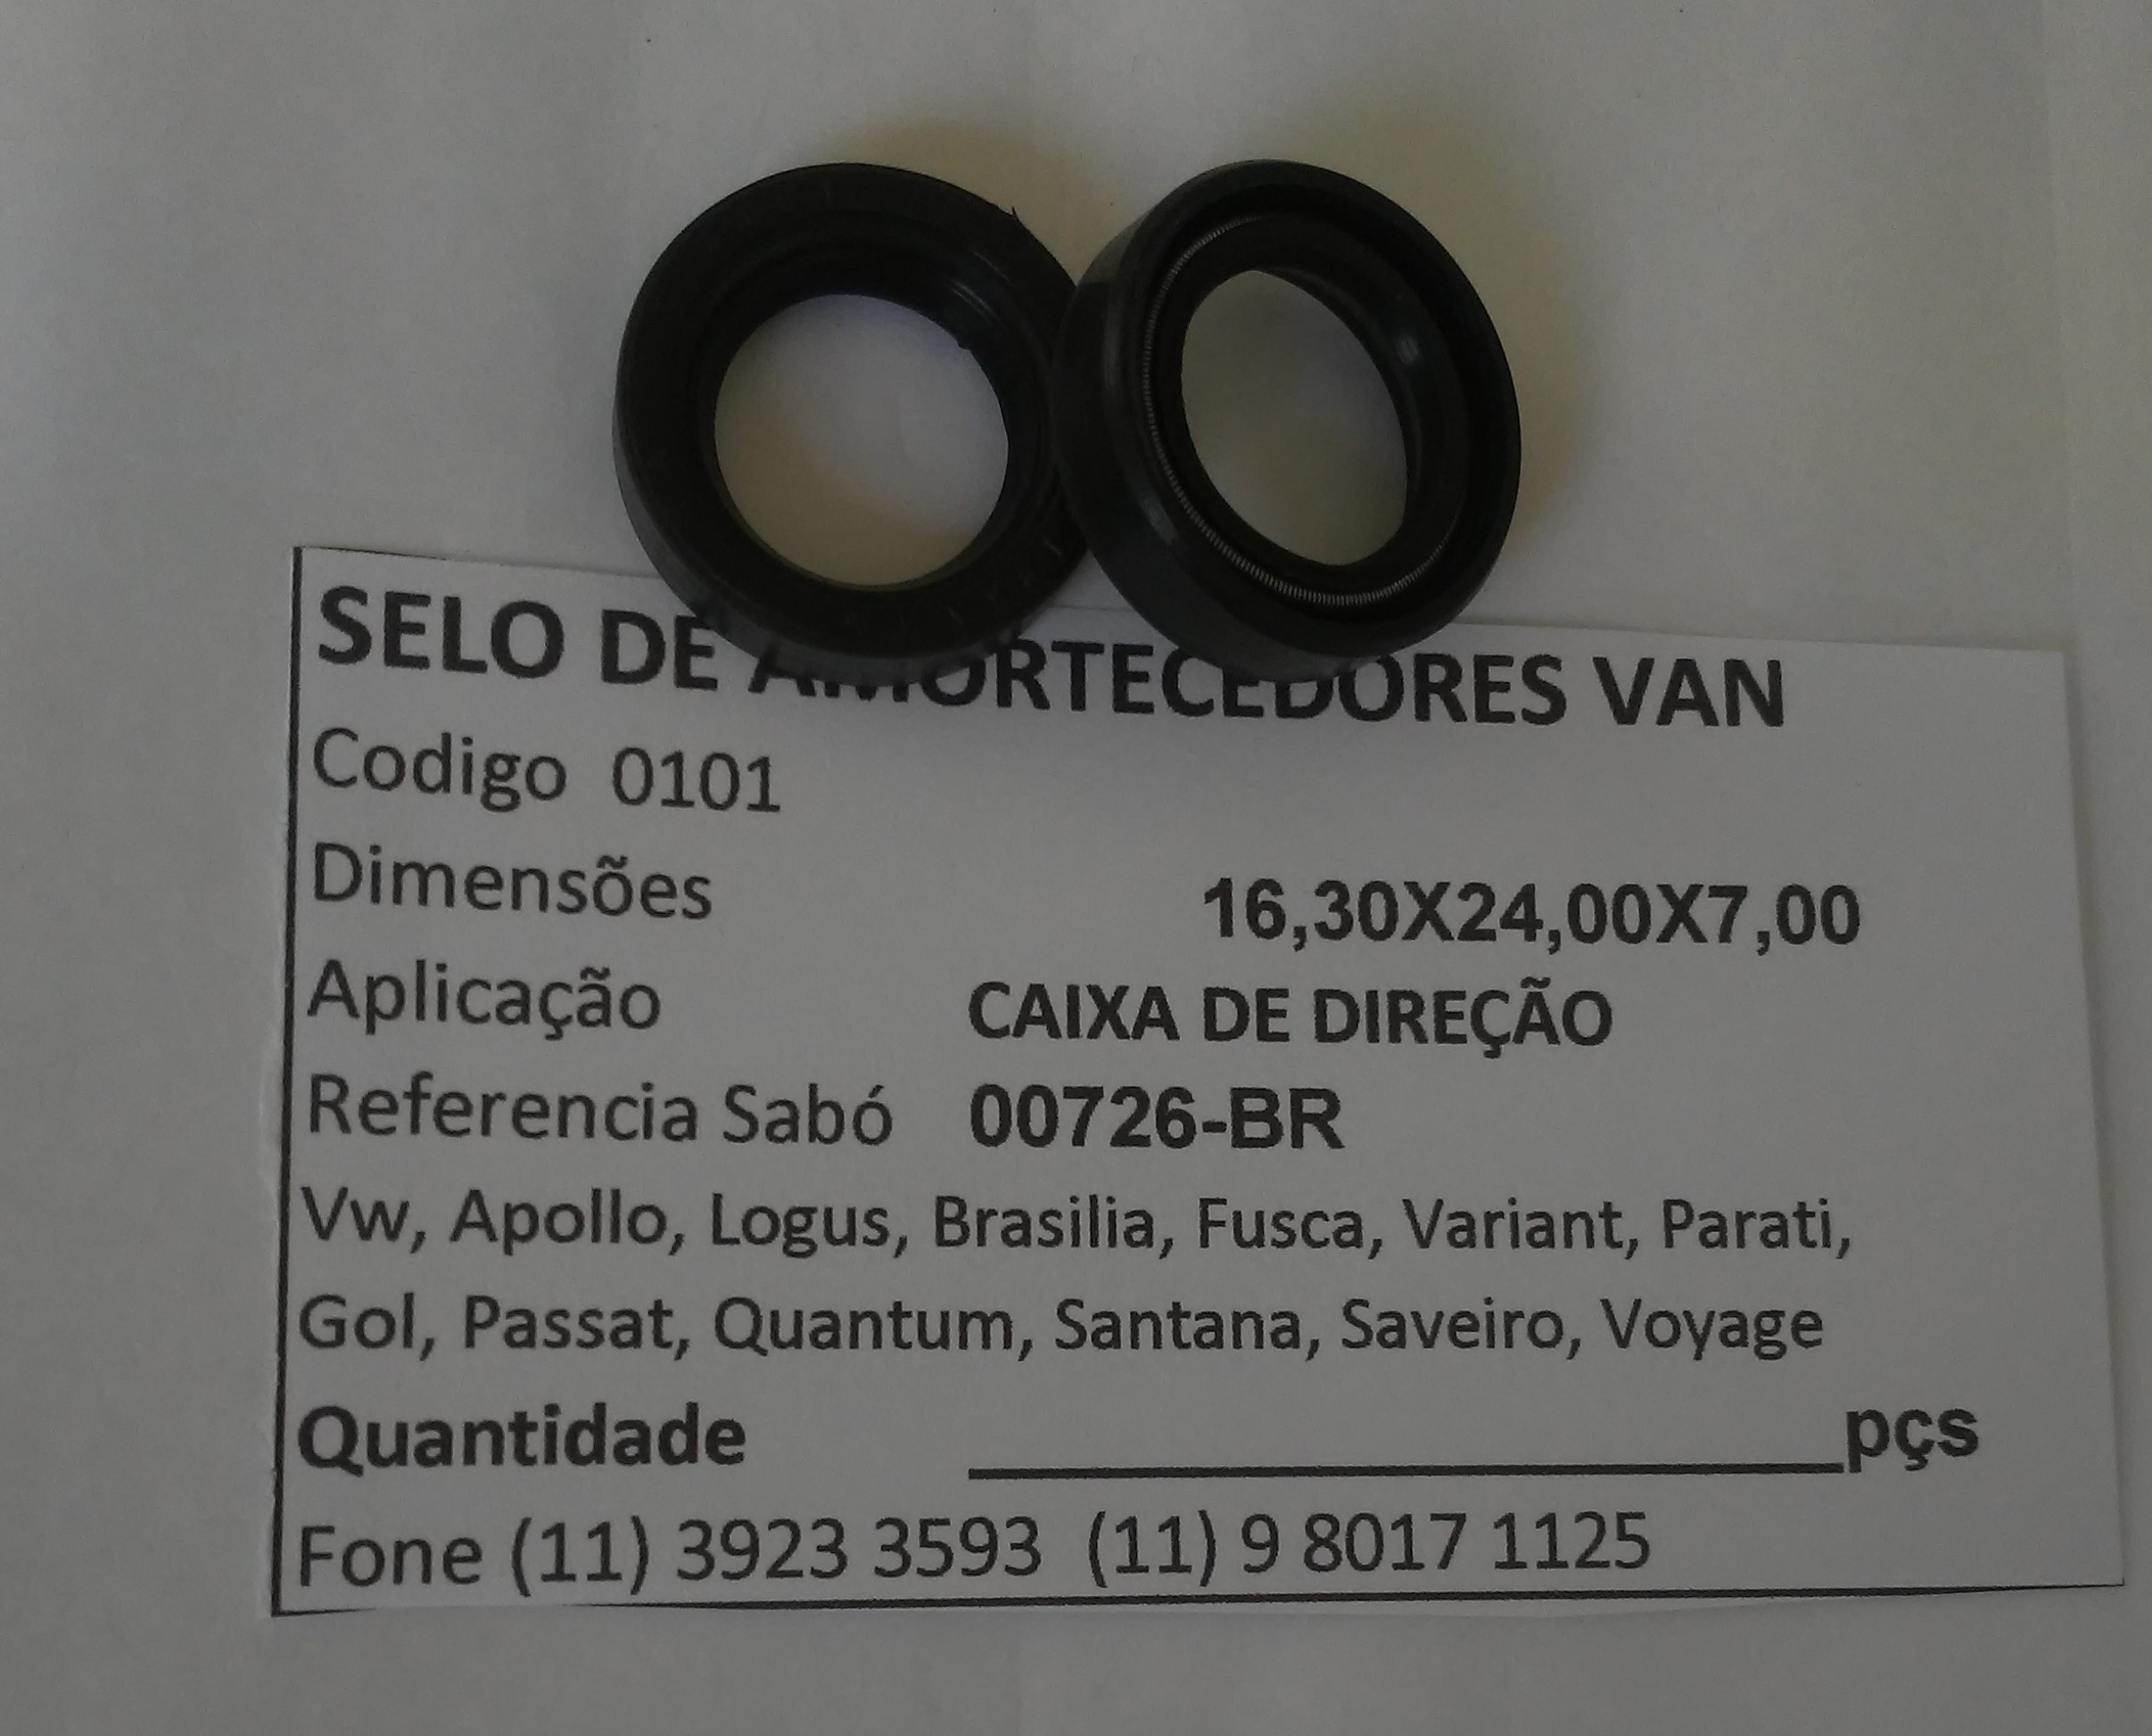 SELO DE AMORTECEDORES VAN
Codigo 0101
Dimensões 16,30X24,00X7,00
Aplicação CAIXA DE DIREÇÃO
Referencia Sabó 00726-BR
Vw, Apollo, Logus, Brasilia, Fusca, Variant, Parati,
Gol, Passat, Quantum, Santana, Saveiro, Voyage
Quantidade ____________________pçs
Fone (11) 3923 3593 (11) 9 8017 1125